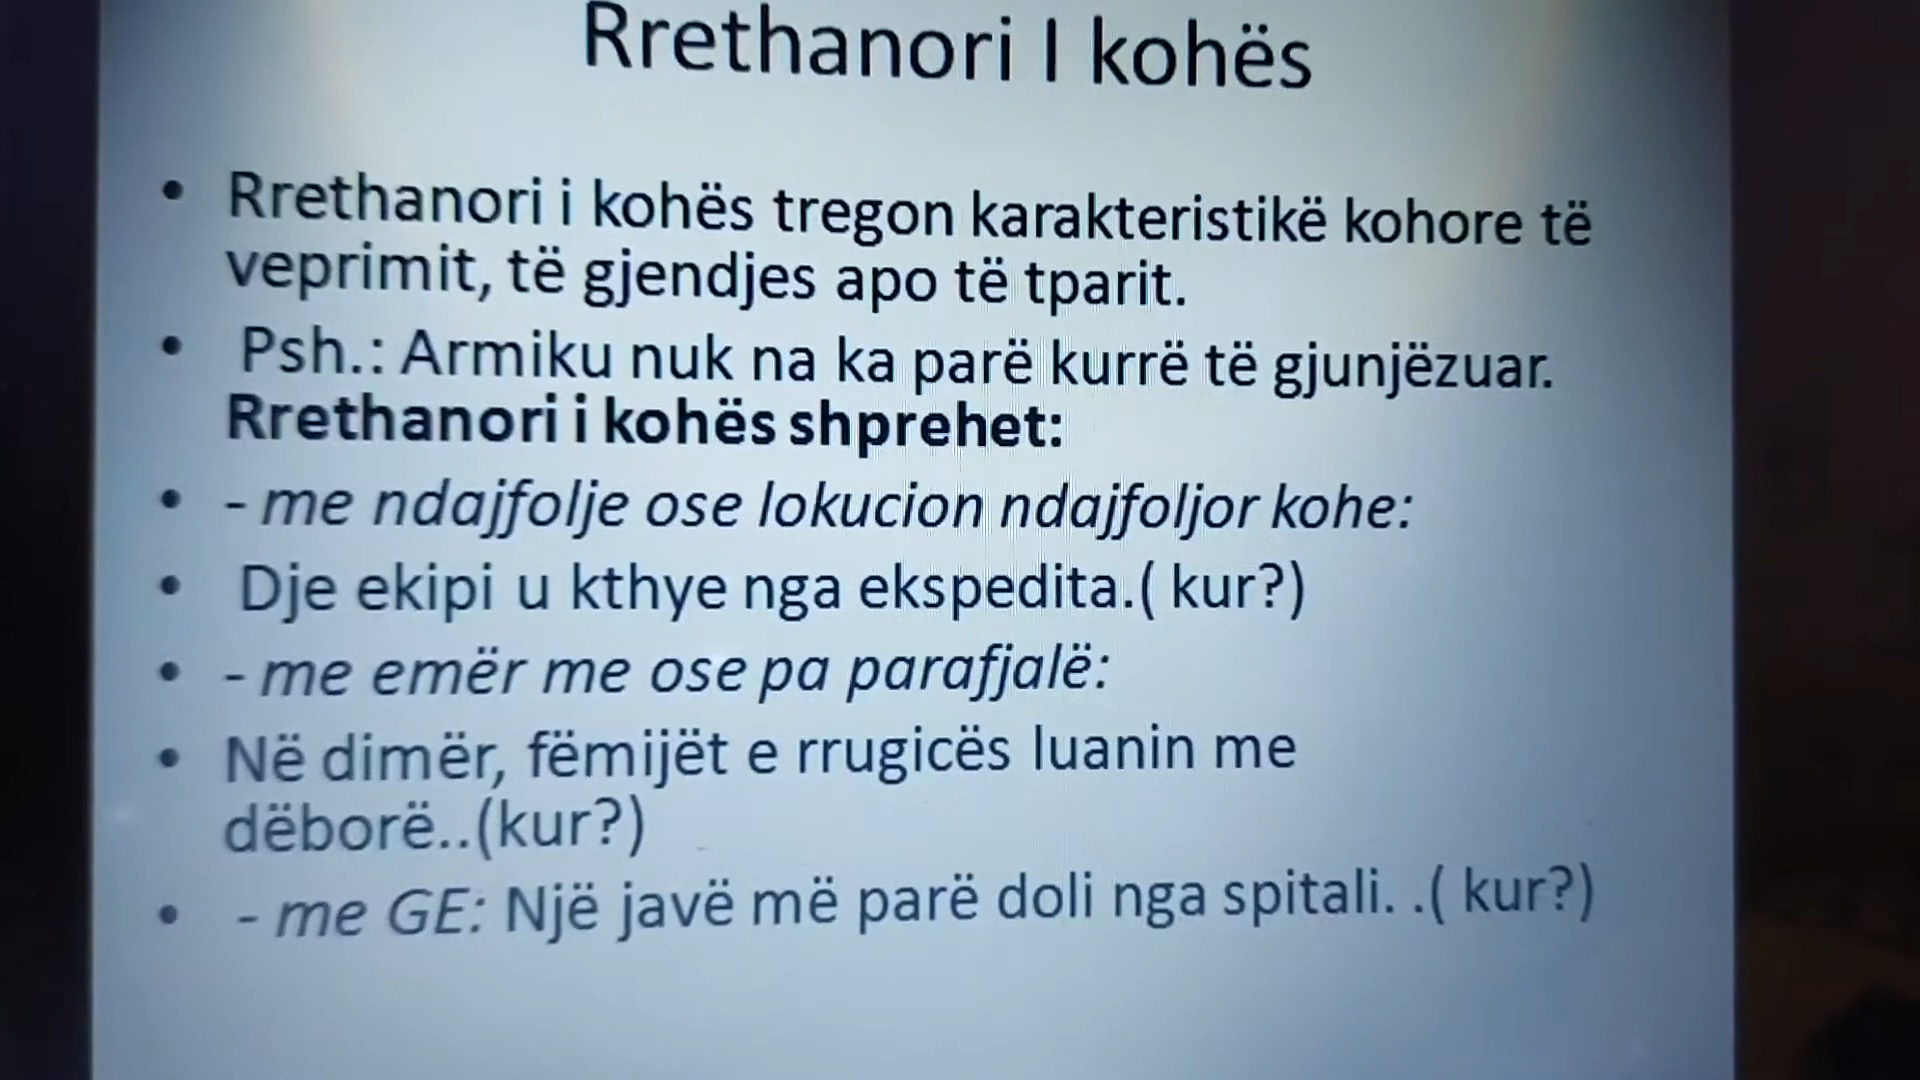 Rrethanori I kohës
• Rrethanori i kohës tregon karakteristikë kohore të
veprimit, të gjendjes apo të tparit.
• Psh.: Armiku nuk na ka parë kurrë të gjunjëzuar.
Rrethanori i kohës shprehet:
• - me ndajfolje ose lokucion ndajfoljor kohe:
• Dje ekipi u kthye nga ekspedita.( kur?)
• - me emër me ose pa parafjalë:
• Në dimër, fëmijët e rrugicës luanin me
dëborë..(kur?)
• - me GE: Një javë më parë doli nga spitali. .( kur?)